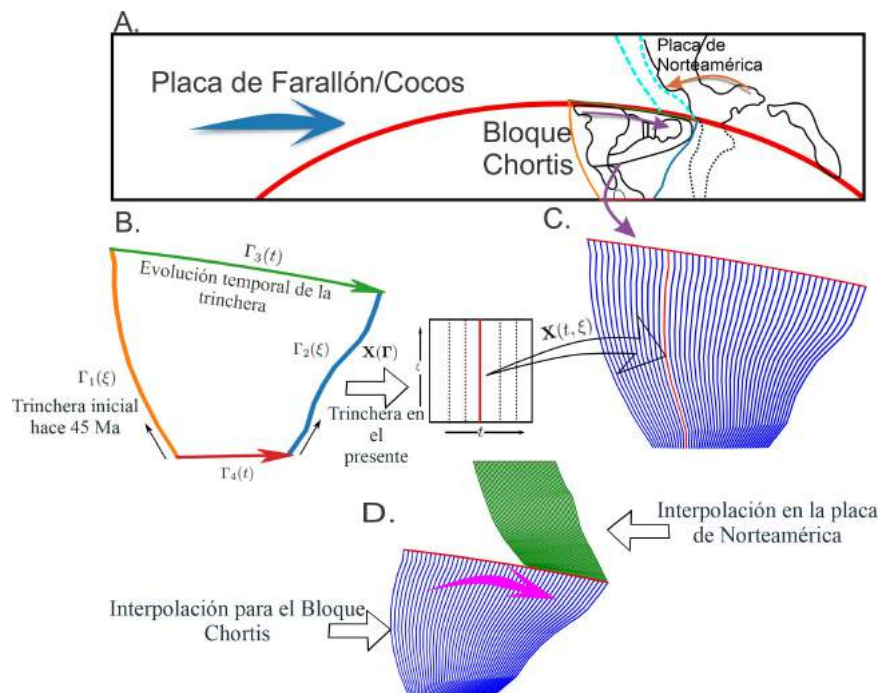 A.
Placa de Farallón/Cocos
Placa de
Norteamérica
Bloque
Chortis
B.
Γ₃(t)
Evolución temporal de la
trinchera
Γ₁(ξ)
Trinchera inicial
hace 45 Ma
Γ₂(ξ)
Γ₄(t)
X(Γ)
Trinchera en
el
presente
ξ
t
C.
X(t, ξ)
D.
Interpolación en la placa
de Norteamérica
Interpolación para el Bloque
Chortis